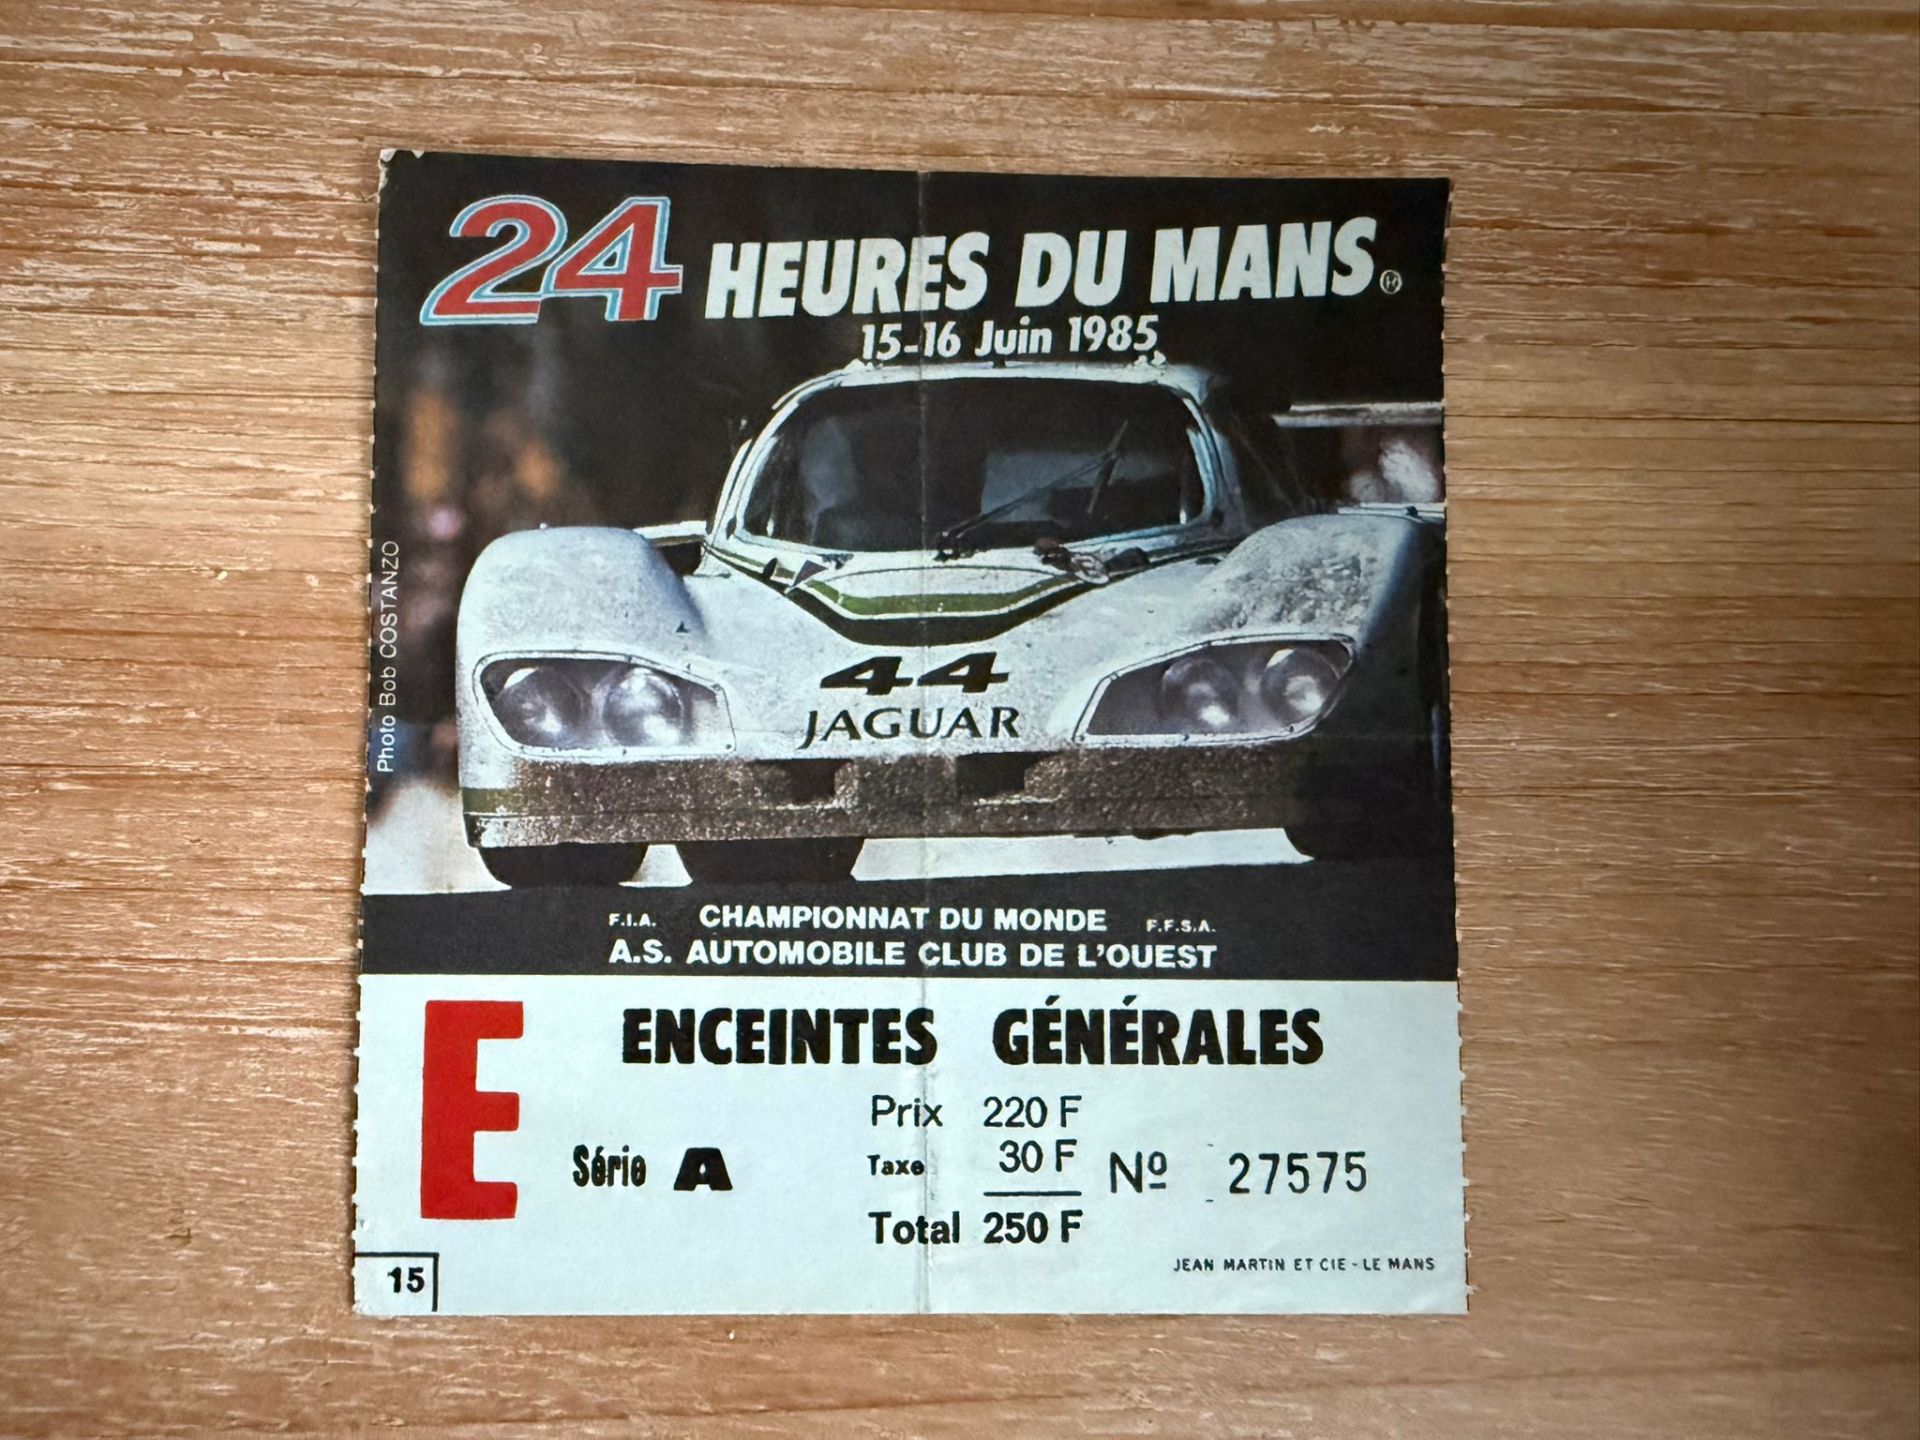 24 HEURES DU MANS®
15-16 Juin 1985
Photo Bob COSTANZO
44
JAGUAR
F.I.A. CHAMPIONNAT DU MONDE F.F.S.A.
A.S. AUTOMOBILE CLUB DE L'OUEST
E
ENCEINTES GÉNÉRALES
Prix 220 F
Série A Taxe 30 F Nº 27575
Total 250 F
JEAN MARTIN ET CIE - LE MANS
15